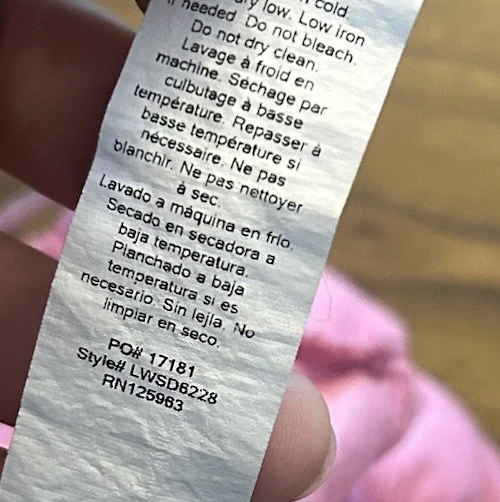 cold.
dry low. Low iron
if needed. Do not bleach.
Do not dry clean.
Lavage à froid en
machine. Séchage par
culbutage à basse
température. Repasser à
basse température si
nécessaire. Ne pas
blanchir. Ne pas nettoyer
à sec.
Lavado a máquina en frío.
Secado en secadora a
baja temperatura.
Planchado a baja
temperatura si es
necesario. Sin lejía. No
limpiar en seco.
PO# 17181
Style# LWSD6228
RN125963